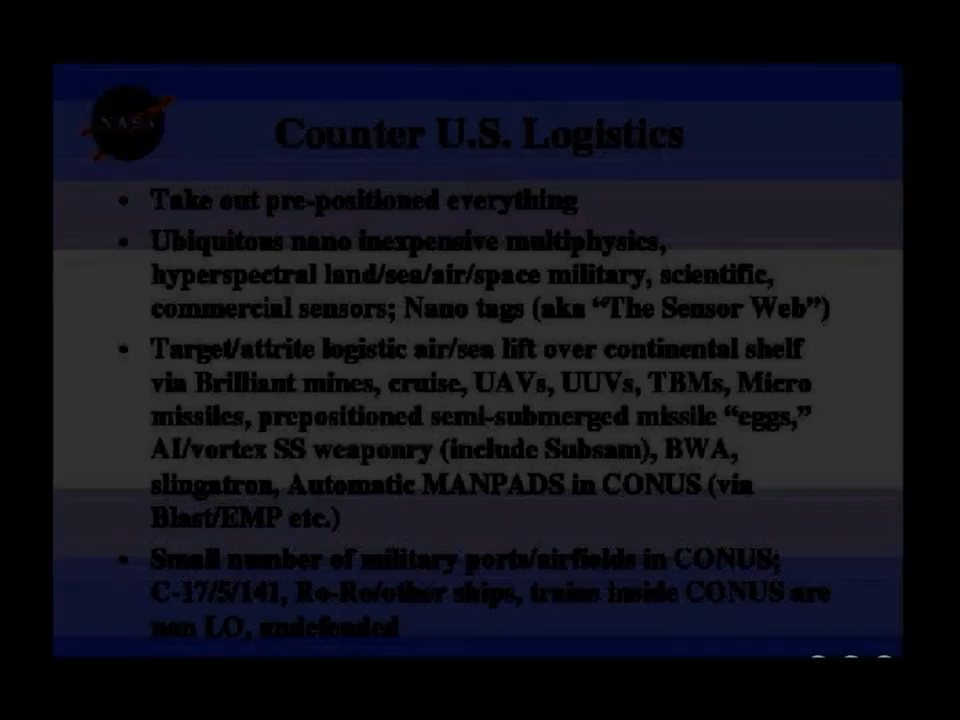 NASA
Counter U.S. Logistics
• Take out pre-positioned everything
• Ubiquitous nano inexpensive multiphysics,
hyperspectral land/sea/air/space military, scientific,
commercial sensors; Nano tags (aka “The Sensor Web”)
• Target/attrite logistic air/sea lift over continental shelf
via Brilliant mines, cruise, UAVs, UUVs, TBMs, Micro
missiles, prepositioned semi-submerged missile “eggs,”
AI/vortex SS weaponry (include Subsam), BWA,
slingatron, Automatic MANPADS in CONUS (via
Blast/EMP etc.)
• Small number of military ports/airfields in CONUS;
C-17/5/141, Ro-Ro/other ships, trains inside CONUS are
non LO, undefended